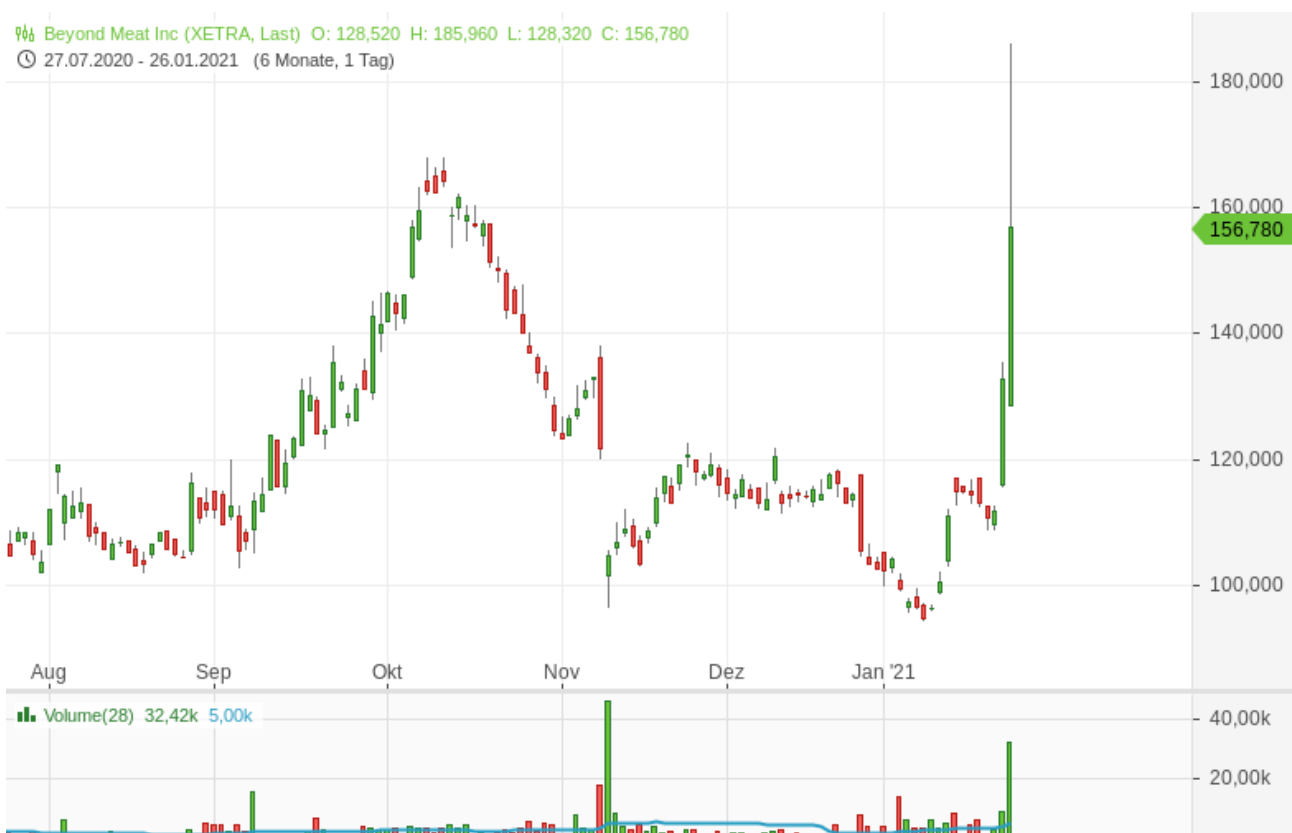 Beyond Meat Inc (XETRA, Last) O: 128,520 H: 185,960 L: 128,320 C: 156,780
27.07.2020 - 26.01.2021 (6 Monate, 1 Tag)
180,000
160,000
156,780
140,000
120,000
100,000
Aug Sep Okt Nov Dez Jan '21
Volume(28) 32,42k 5,00k
40,00k
20,00k